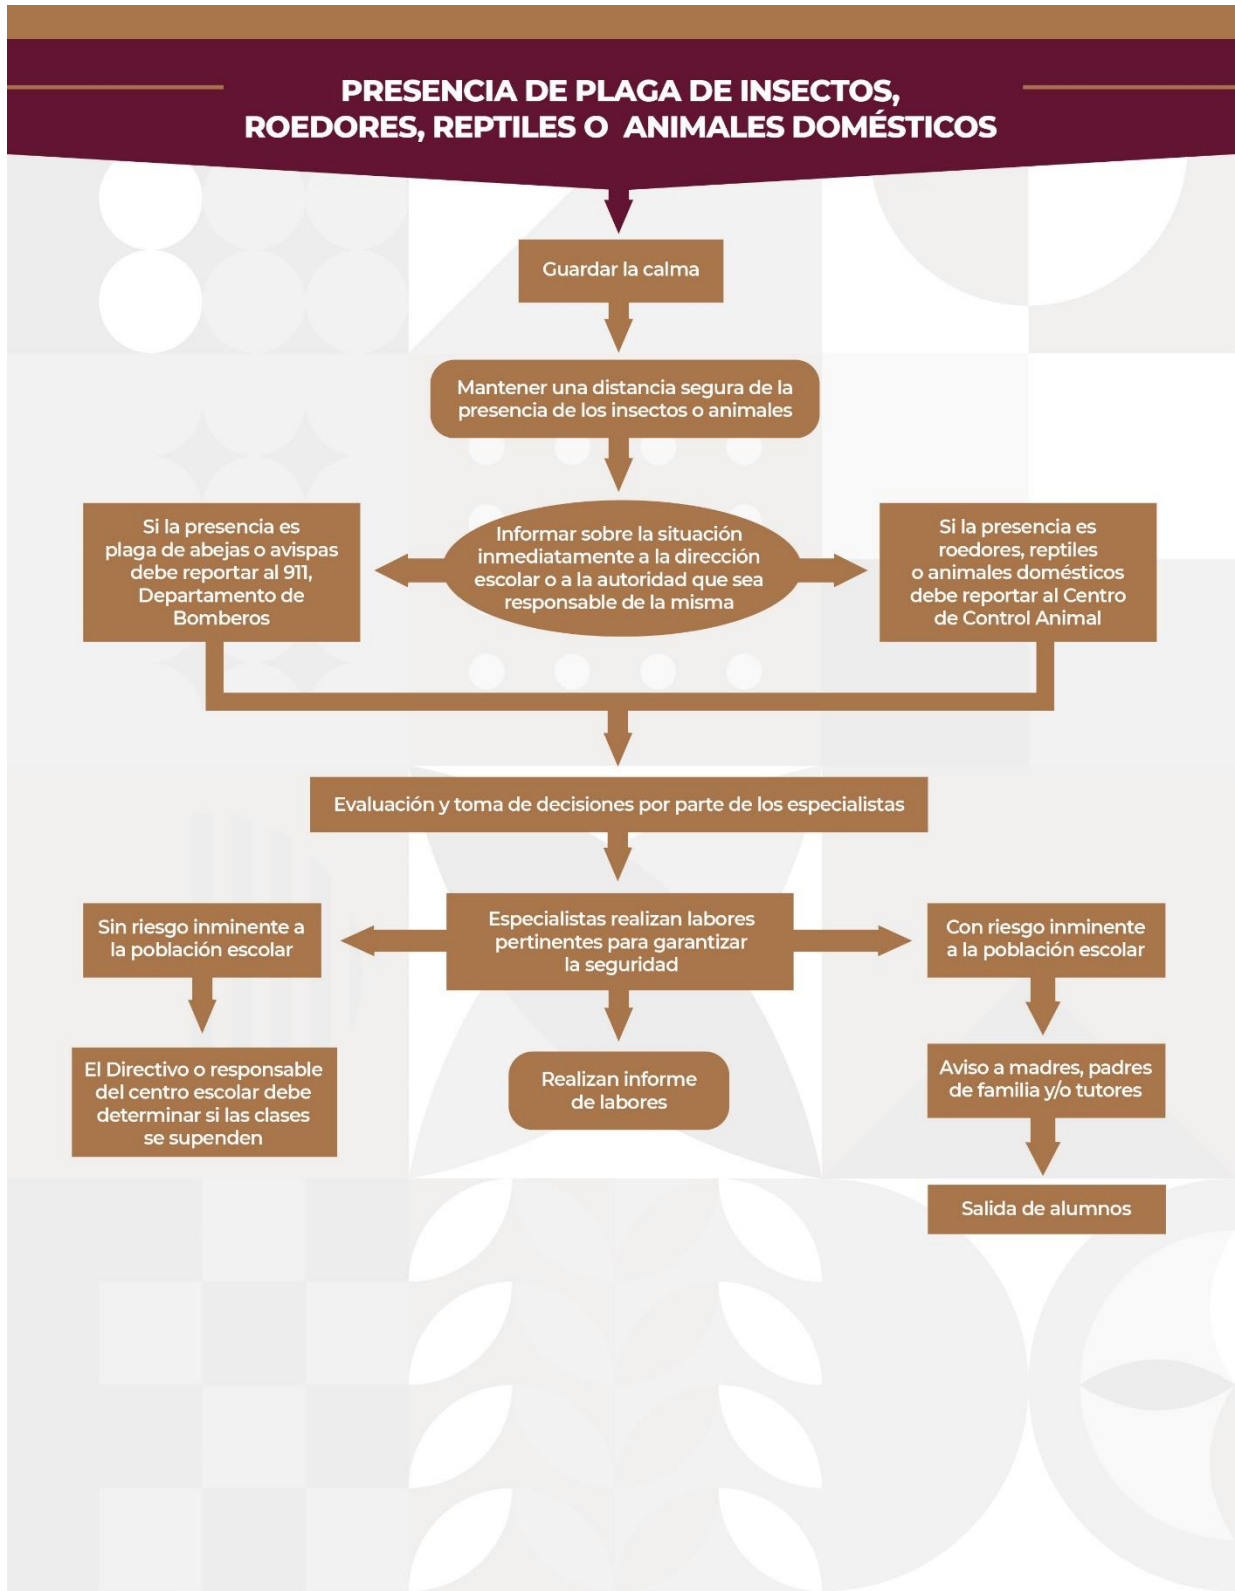 PRESENCIA DE PLAGA DE INSECTOS,
ROEDORES, REPTILES O ANIMALES DOMÉSTICOS
Guardar la calma
Mantener una distancia segura de la
presencia de los insectos o animales
Si la presencia es
plaga de abejas o avispas
debe reportar al 911,
Departamento de
Bomberos
Informar sobre la situación
inmediatamente a la dirección
escolar o a la autoridad que sea
responsable de la misma
Si la presencia es
roedores, reptiles
o animales domésticos
debe reportar al Centro
de Control Animal
Evaluación y toma de decisiones por parte de los especialistas
Sin riesgo inminente a
la población escolar
Especialistas realizan labores
pertinentes para garantizar
la seguridad
Con riesgo inminente
a la población escolar
El Directivo o responsable
del centro escolar debe
determinar si las clases
se supenden
Realizan informe
de labores
Aviso a madres, padres
de familia y/o tutores
Salida de alumnos